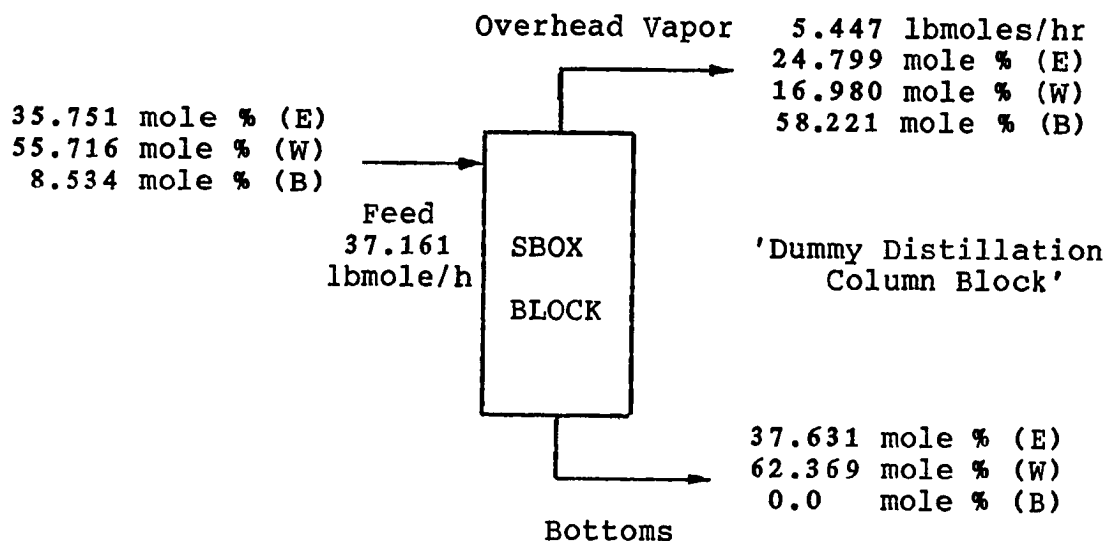 Overhead Vapor
5.447 lbmoles/hr
24.799 mole % (E)
16.980 mole % (W)
58.221 mole % (B)
35.751 mole % (E)
55.716 mole % (W)
8.534 mole % (B)
Feed
37.161
lbmole/h
SBOX
BLOCK
'Dummy Distillation
Column Block'
37.631 mole % (E)
62.369 mole % (W)
0.0 mole % (B)
Bottoms